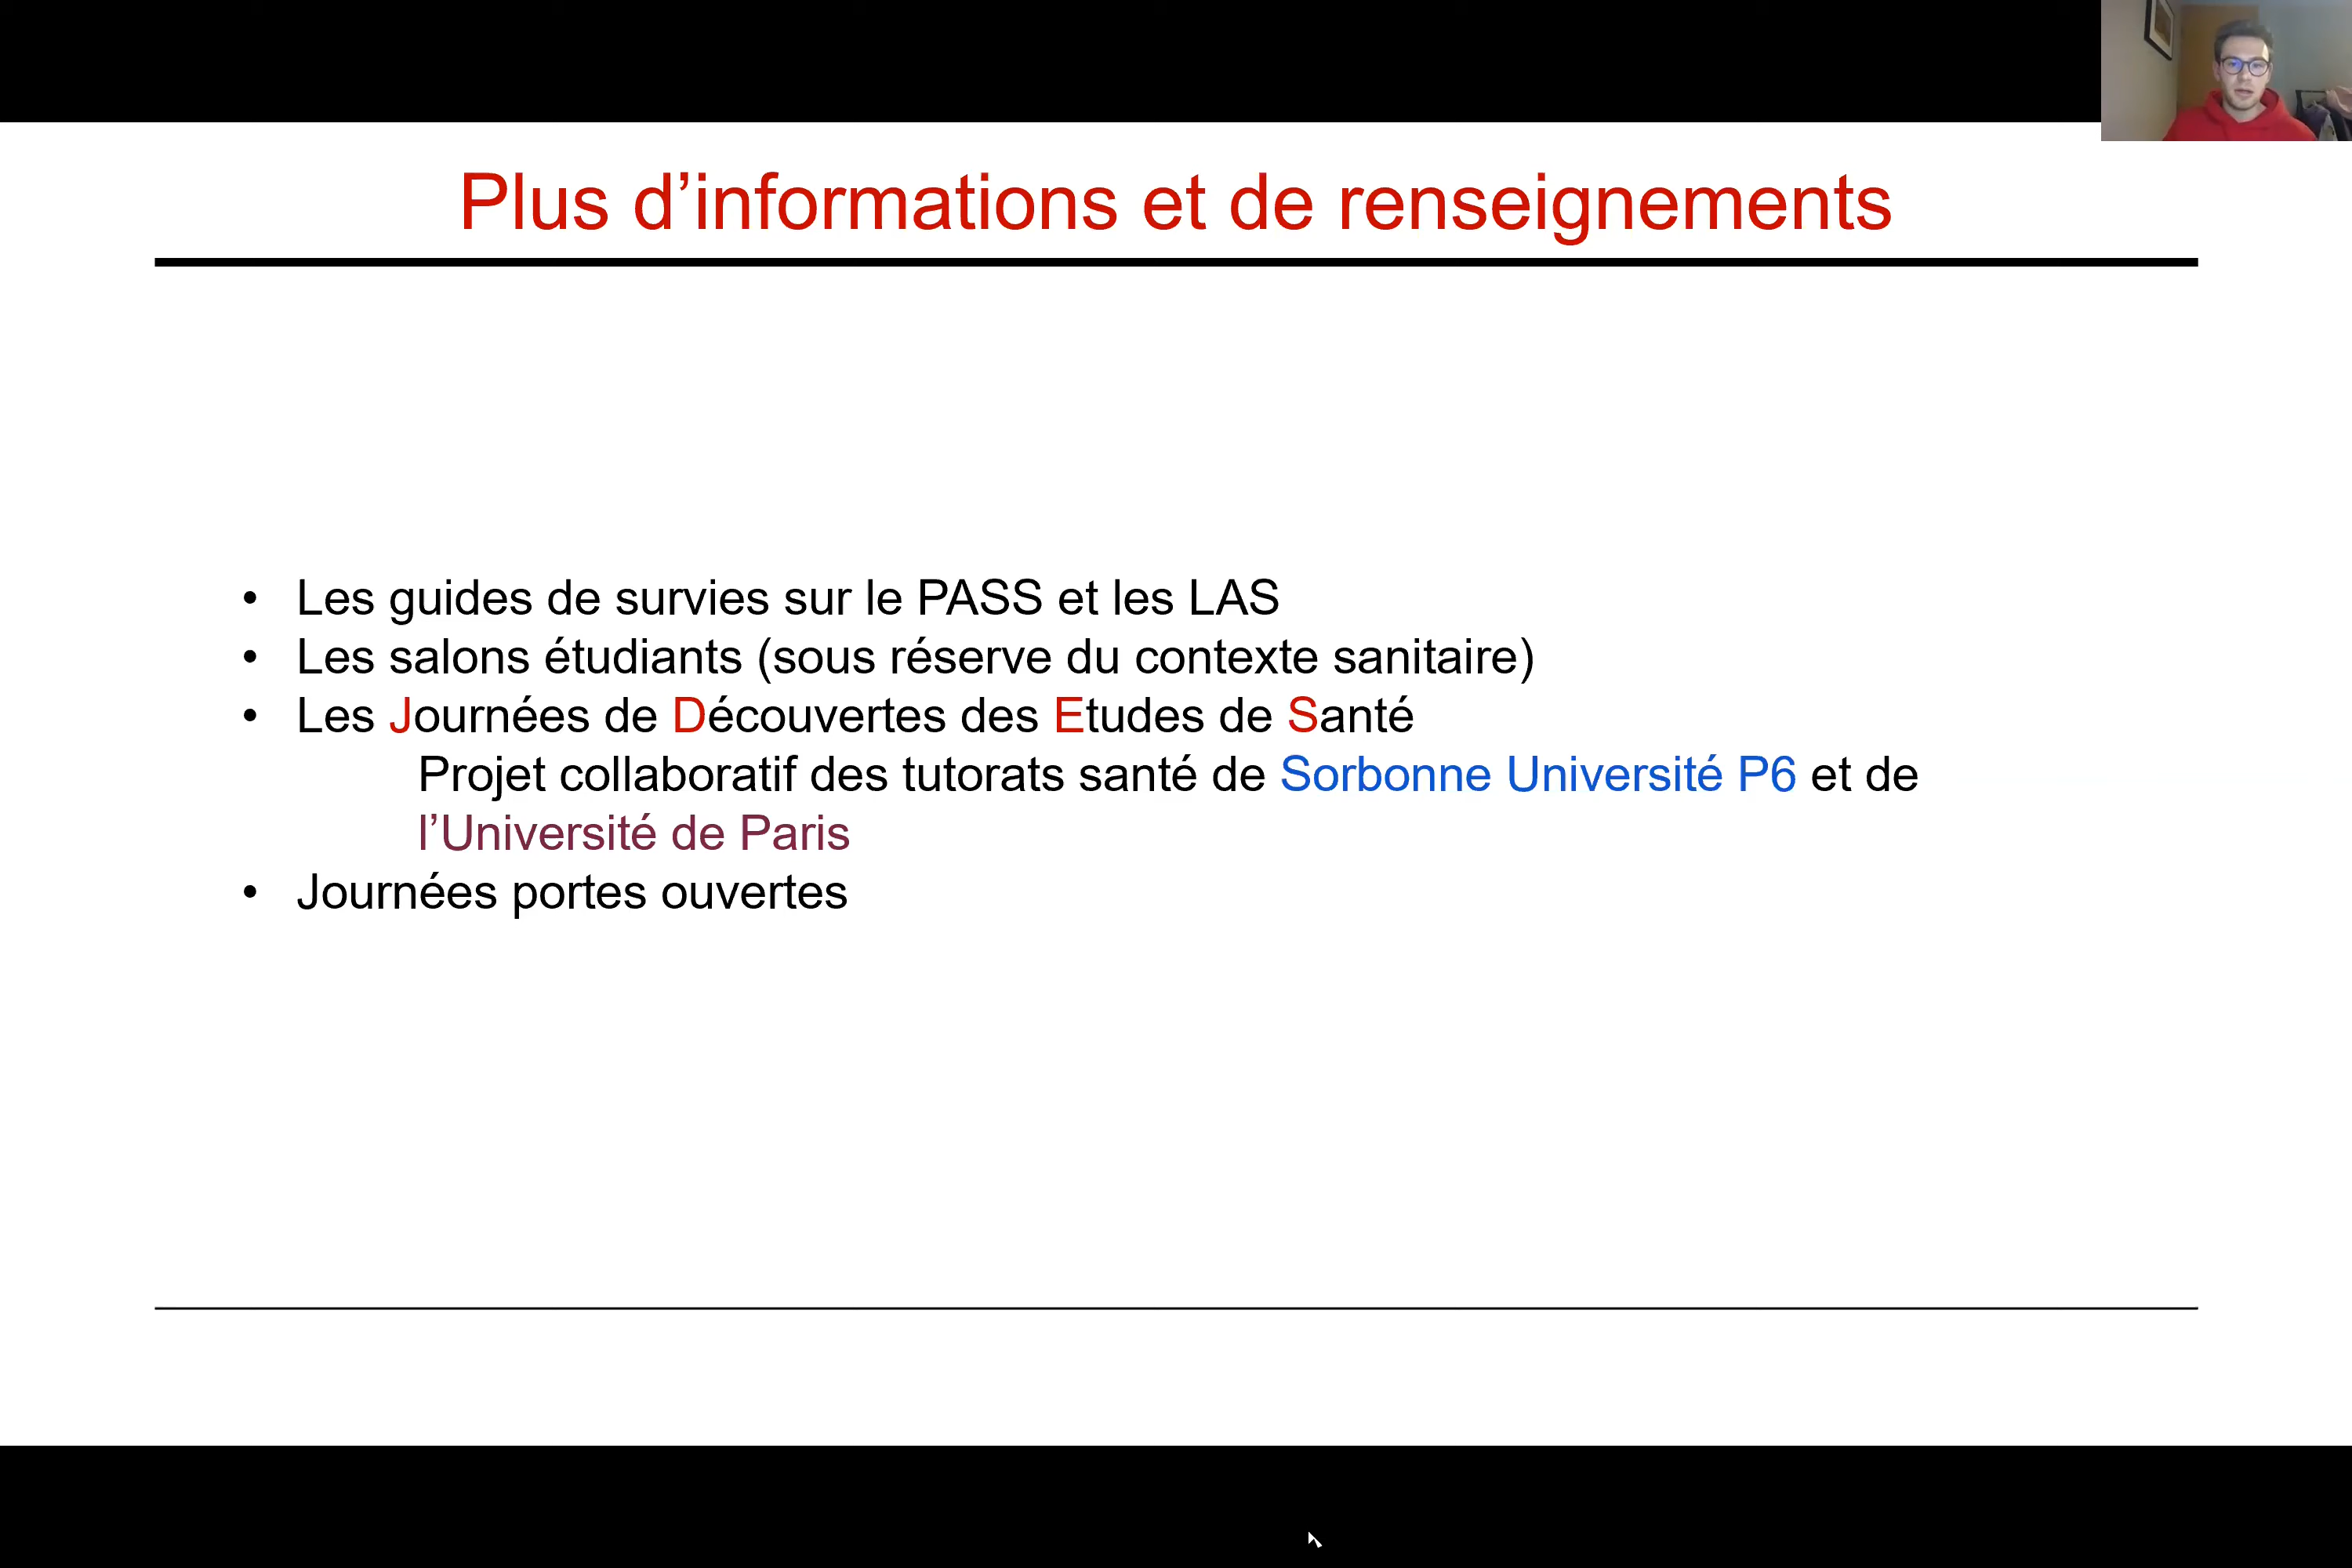 Plus d’informations et de renseignements
• Les guides de survies sur le PASS et les LAS
• Les salons étudiants (sous réserve du contexte sanitaire)
• Les Journées de Découvertes des Etudes de Santé
Projet collaboratif des tutorats santé de Sorbonne Université P6 et de
l’Université de Paris
• Journées portes ouvertes